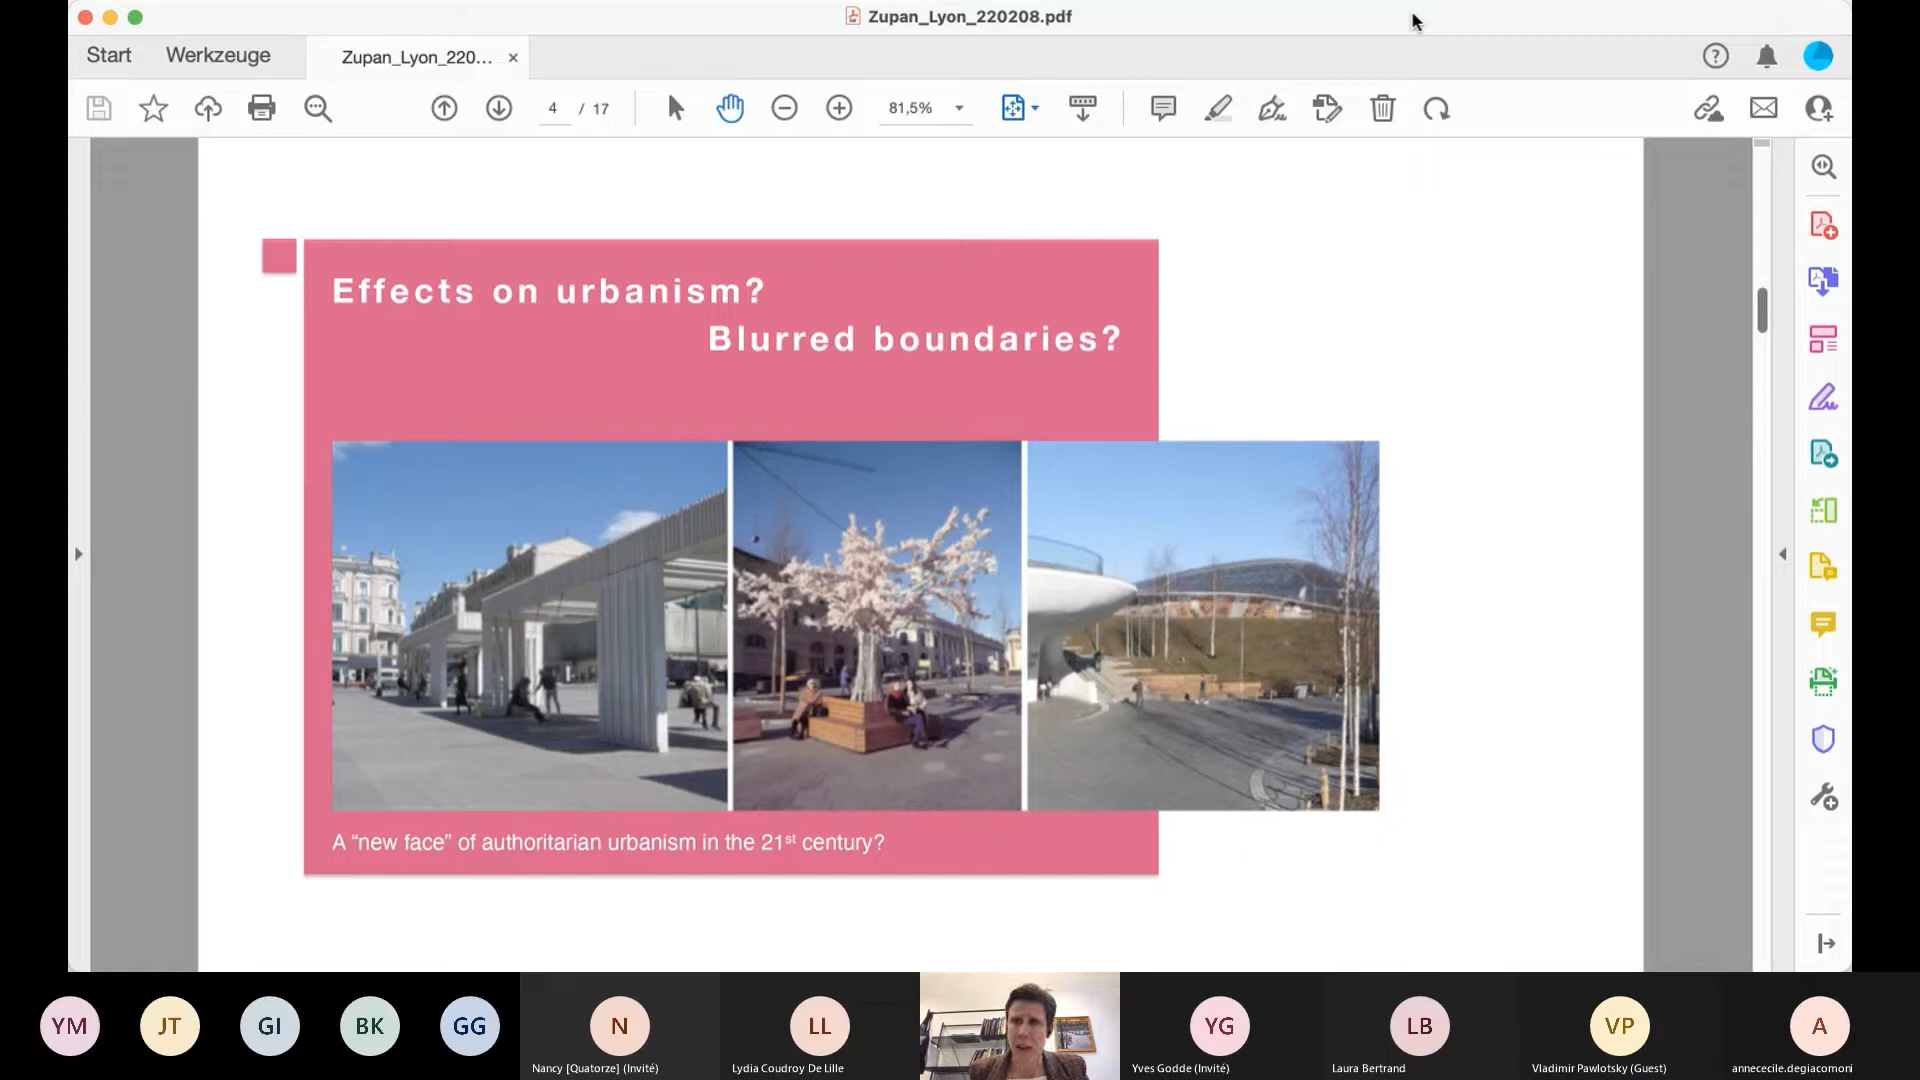 Zupan_Lyon_220208.pdf
Start
Werkzeuge
Zupan_Lyon_220...
4 / 17
81,5%
Effects on urbanism?
Blurred boundaries?
A “new face” of authoritarian urbanism in the 21st century?
YM
JT
GI
BK
GG
N
LL
YG
LB
VP
A
Nancy [Quatorze] (Invité)
Lydia Coudroy De Lille
Yves Godde (Invité)
Laura Bertrand
Vladimir Pawlotsky (Guest)
annececile.degiacomoni